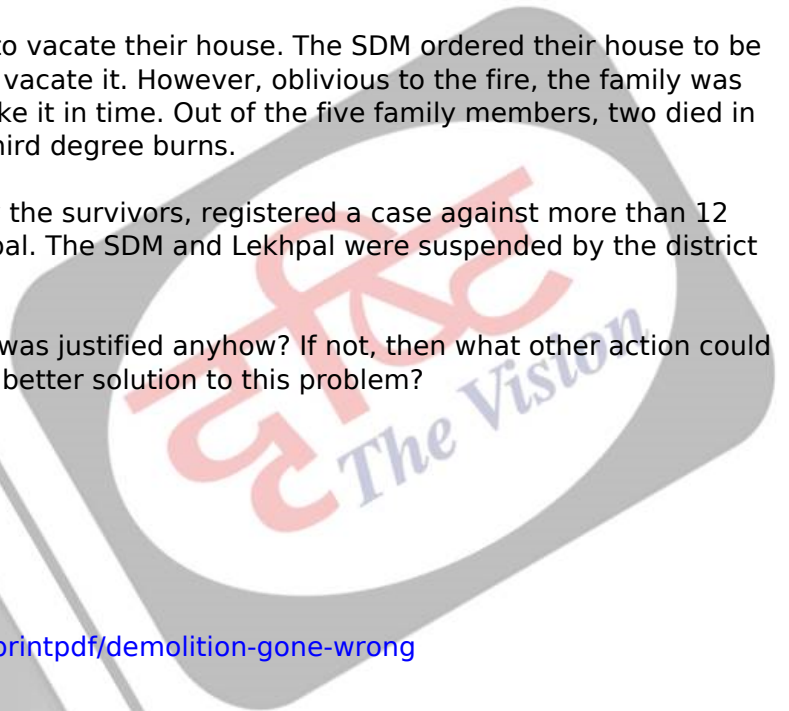 to vacate their house. The SDM ordered their house to be
vacate it. However, oblivious to the fire, the family was
ke it in time. Out of the five family members, two died in
hird degree burns.
the survivors, registered a case against more than 12
pal. The SDM and Lekhpal were suspended by the district
was justified anyhow? If not, then what other action could
better solution to this problem?
दृष्टि
The Vision
printpdf/demolition-gone-wrong